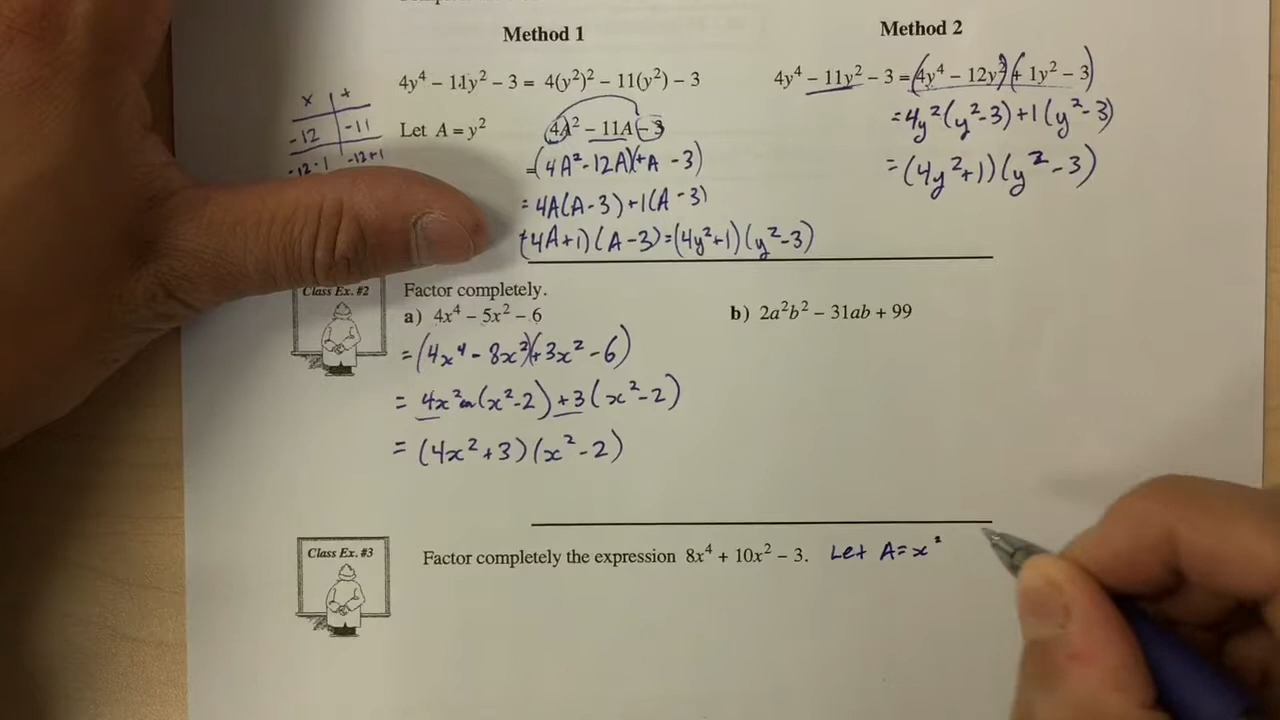 Method 1
Method 2
4y⁴ − 11y² − 3 = 4(y²)² − 11(y²) − 3
4y⁴ − 11y² − 3 = (4y⁴ − 12y²)(+ 1y² − 3)
× +
-12 -11
-12·1 -12+1
Let A = y²
4A² − 11A − 3
=(4A²-12A)(+A -3)
= 4A(A-3)+1(A-3)
(4A+1)(A-3)=(4y²+1)(y²-3)
=4y²(y²-3)+1(y²-3)
=(4y²+1)(y²-3)
Class Ex. #2
Factor completely.
a) 4x⁴ − 5x² − 6
=(4x⁴-8x²)(+3x²-6)
= 4x²(x²-2)+3(x²-2)
= (4x²+3)(x²-2)
b) 2a²b² − 31ab + 99
Class Ex. #3
Factor completely the expression 8x⁴ + 10x² − 3. Let A=x²